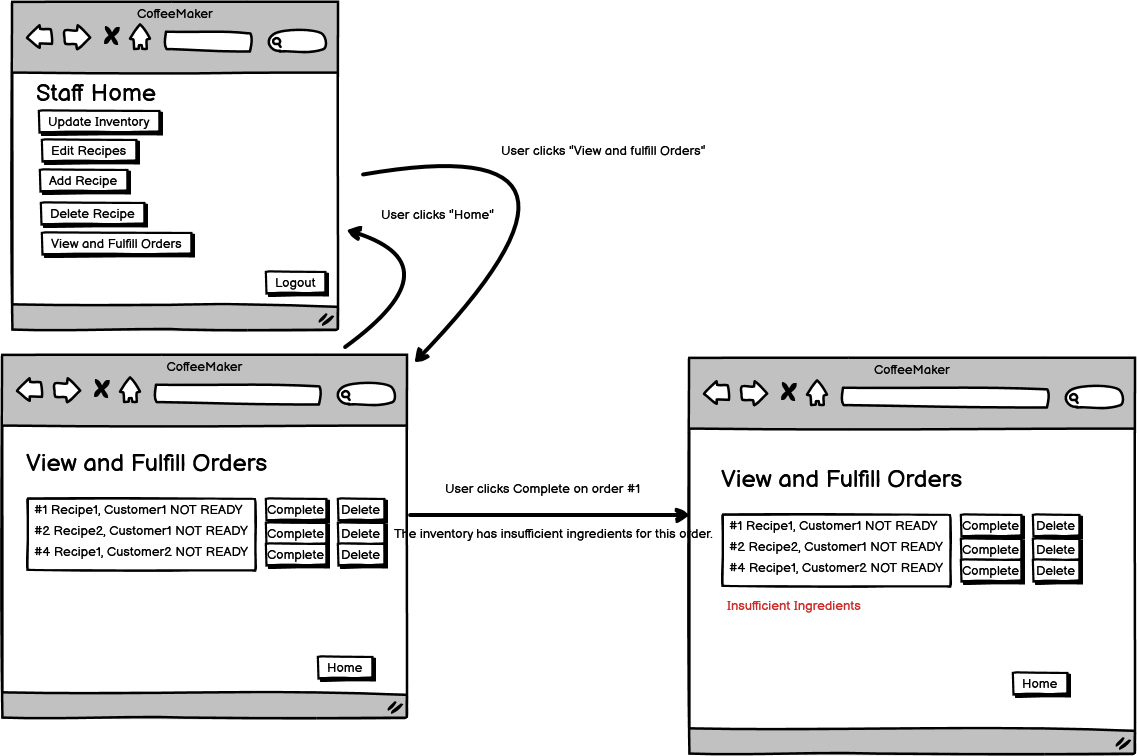 CoffeeMaker
Staff Home
Update Inventory
Edit Recipes
Add Recipe
Delete Recipe
View and Fulfill Orders
Logout
User clicks "View and fulfill Orders"
User clicks "Home"
CoffeeMaker
View and Fulfill Orders
#1 Recipe1, Customer1 NOT READY Complete Delete
#2 Recipe2, Customer1 NOT READY Complete Delete
#4 Recipe1, Customer2 NOT READY Complete Delete
Home
User clicks Complete on order #1
The inventory has insufficient ingredients for this order.
CoffeeMaker
View and Fulfill Orders
#1 Recipe1, Customer1 NOT READY Complete Delete
#2 Recipe2, Customer1 NOT READY Complete Delete
#4 Recipe1, Customer2 NOT READY Complete Delete
Insufficient Ingredients
Home